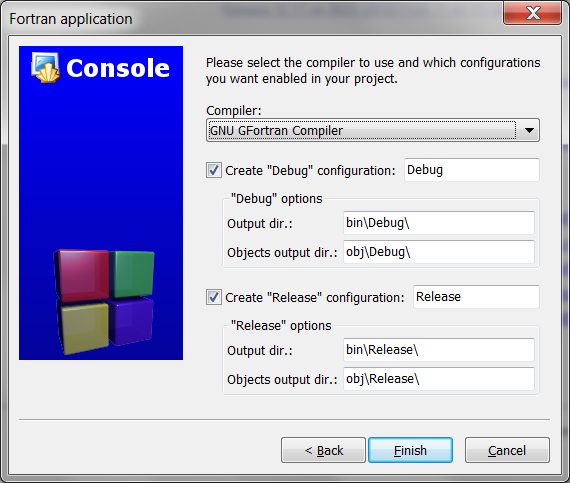 Fortran application
Console
Please select the compiler to use and which configurations
you want enabled in your project.
Compiler:
GNU GFortran Compiler
Create "Debug" configuration: Debug
"Debug" options
Output dir.: bin\Debug\
Objects output dir.: obj\Debug\
Create "Release" configuration: Release
"Release" options
Output dir.: bin\Release\
Objects output dir.: obj\Release\
< Back Finish Cancel